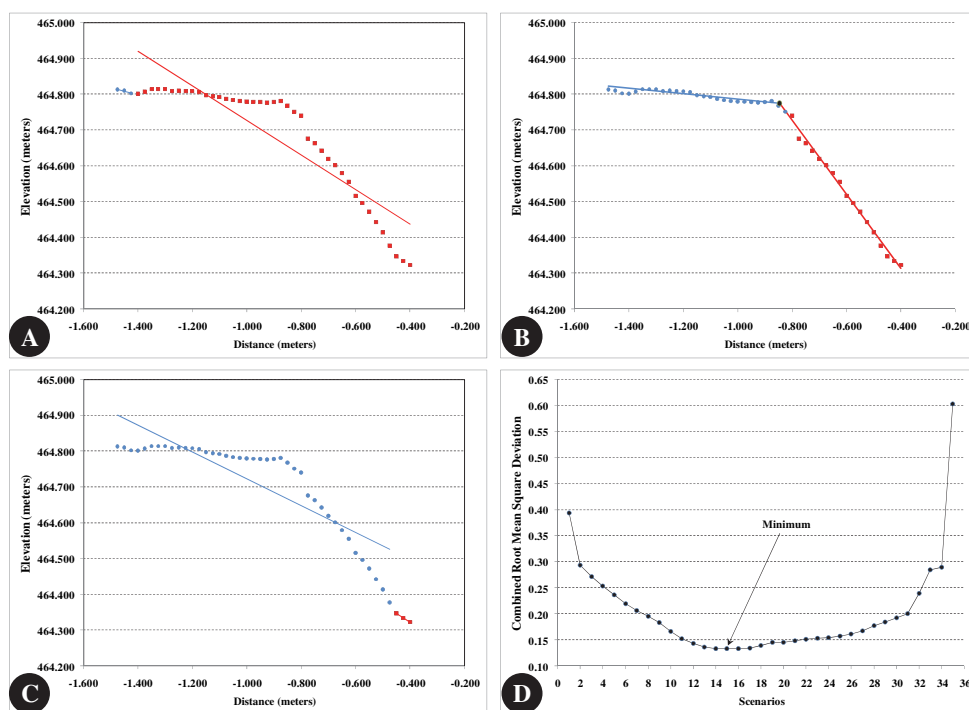 465.000
464.900
464.800
464.700
464.600
464.500
464.400
464.300
464.200
Elevation (meters)
-1.600 -1.400 -1.200 -1.000 -0.800 -0.600 -0.400 -0.200
Distance (meters)
A
465.000
464.900
464.800
464.700
464.600
464.500
464.400
464.300
464.200
Elevation (meters)
-1.600 -1.400 -1.200 -1.000 -0.800 -0.600 -0.400 -0.200
Distance (meters)
B
465.000
464.900
464.800
464.700
464.600
464.500
464.400
464.300
464.200
Elevation (meters)
-1.600 -1.400 -1.200 -1.000 -0.800 -0.600 -0.400 -0.200
Distance (meters)
C
0.65
0.60
0.55
0.50
0.45
0.40
0.35
0.30
0.25
0.20
0.15
0.10
Combined Root Mean Square Deviation
Minimum
0 2 4 6 8 10 12 14 16 18 20 22 24 26 28 30 32 34 36
Scenarios
D